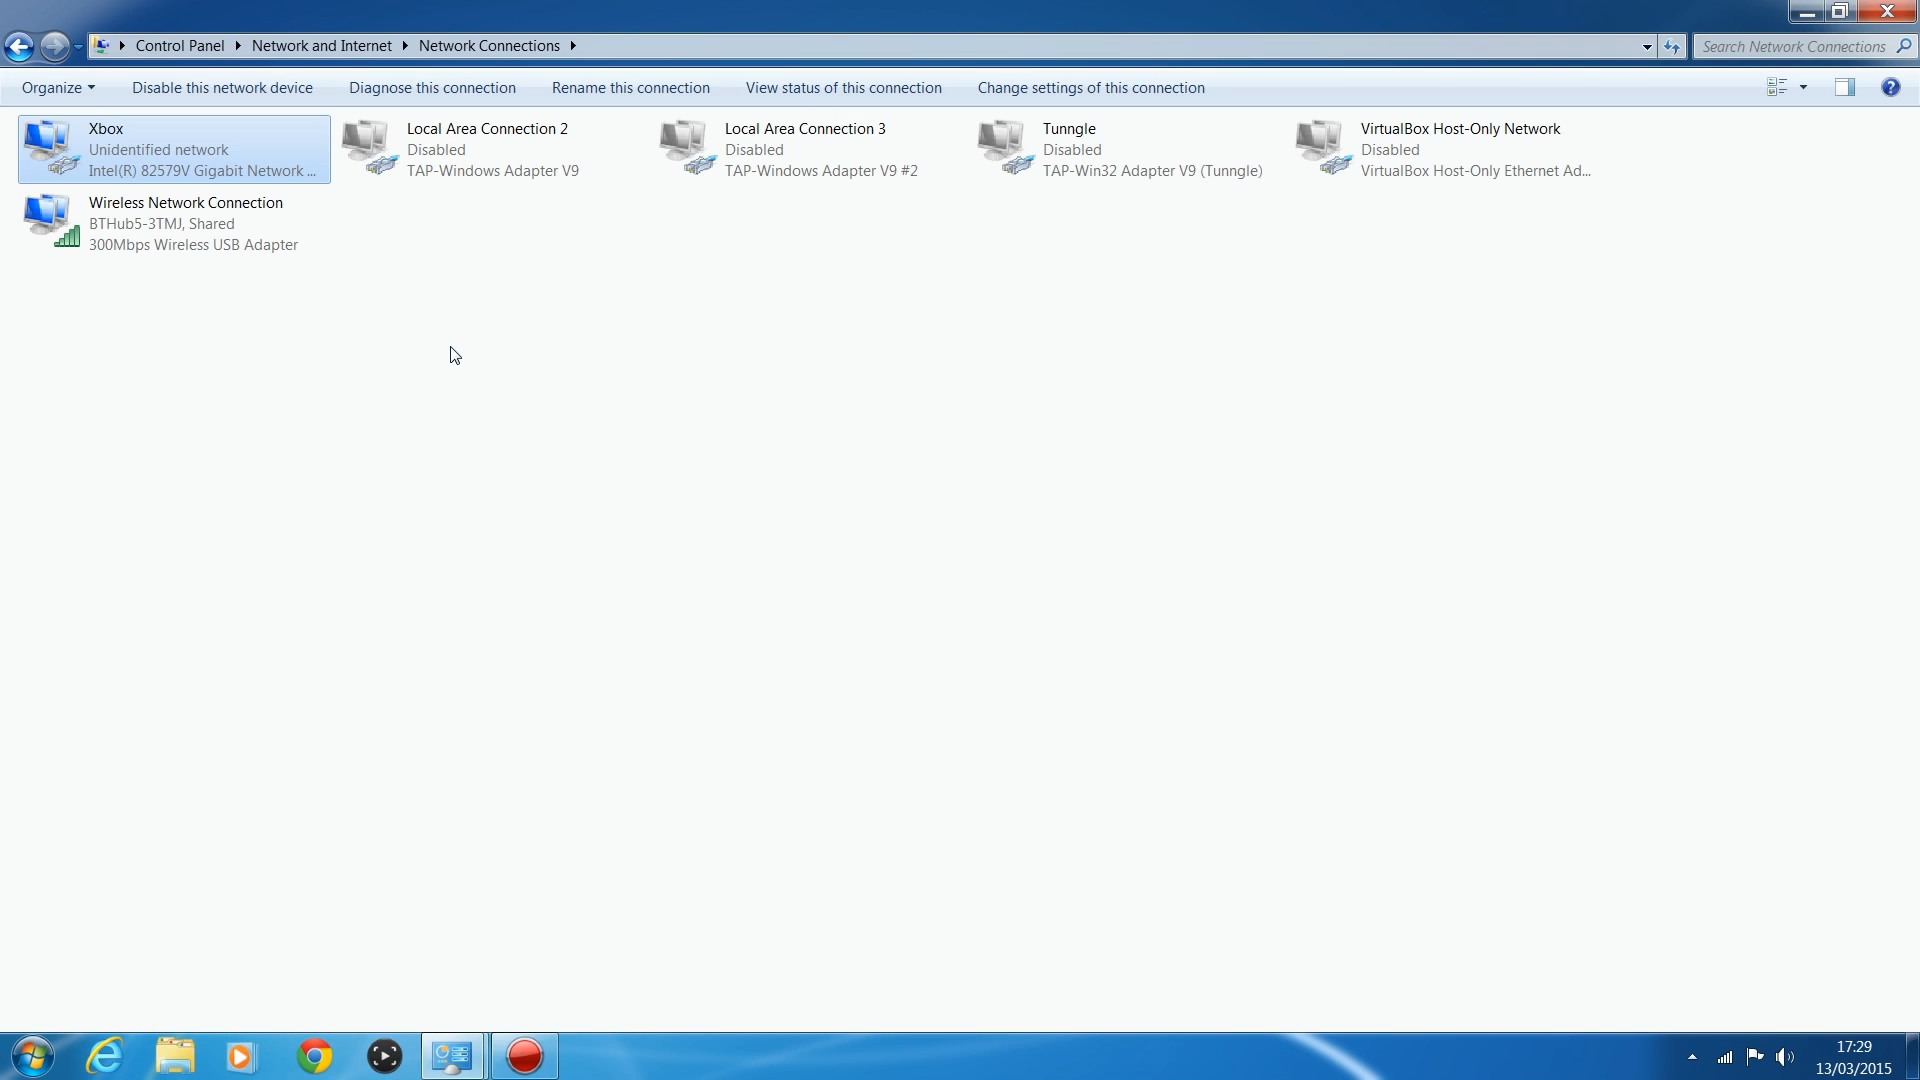 Control Panel
Network and Internet
Network Connections
Search Network Connections
Organize
Disable this network device
Diagnose this connection
Rename this connection
View status of this connection
Change settings of this connection
Xbox
Unidentified network
Intel(R) 82579V Gigabit Network ...
Local Area Connection 2
Disabled
TAP-Windows Adapter V9
Local Area Connection 3
Disabled
TAP-Windows Adapter V9 #2
Tunngle
Disabled
TAP-Win32 Adapter V9 (Tunngle)
VirtualBox Host-Only Network
Disabled
VirtualBox Host-Only Ethernet Ad...
Wireless Network Connection
BTHub5-3TMJ, Shared
300Mbps Wireless USB Adapter
17:29
13/03/2015